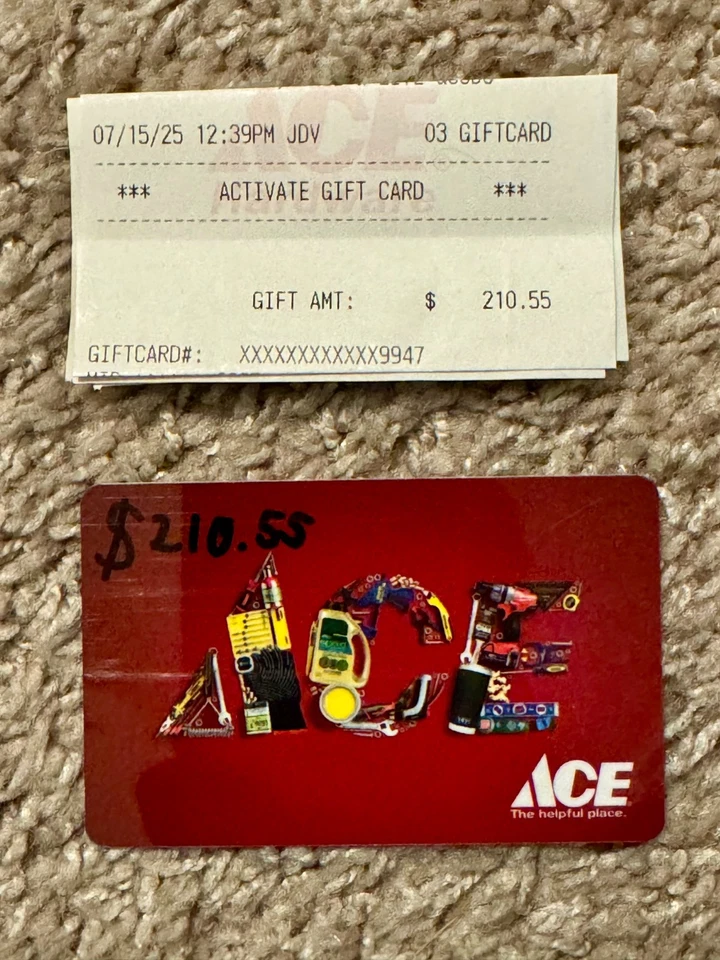 07/15/25 12:39PM JDV 03 GIFTCARD
*** ACTIVATE GIFT CARD ***
GIFT AMT: $ 210.55
GIFTCARD#: XXXXXXXXXXXX9947
$210.55
ACE
ACE
The helpful place.